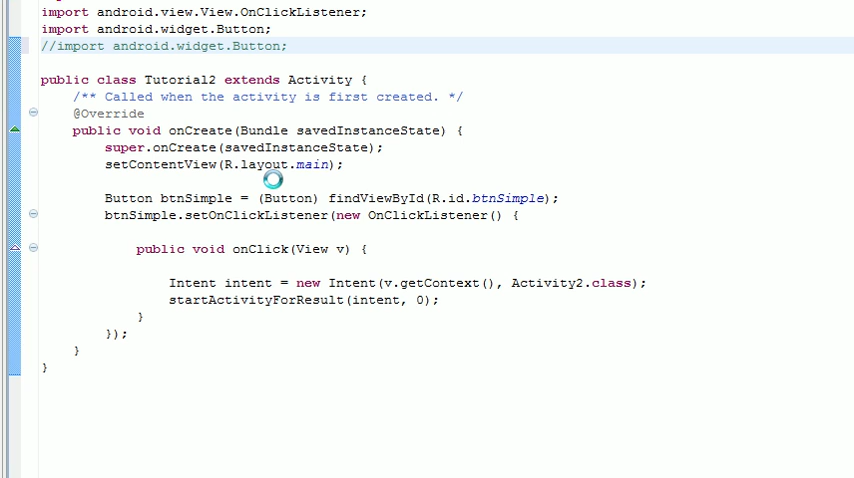 import android.view.View.OnClickListener;
import android.widget.Button;
//import android.widget.Button;
public class Tutorial2 extends Activity {
/** Called when the activity is first created. */
@Override
public void onCreate(Bundle savedInstanceState) {
super.onCreate(savedInstanceState);
setContentView(R.layout.main);
Button btnSimple = (Button) findViewById(R.id.btnSimple);
btnSimple.setOnClickListener(new OnClickListener() {
public void onClick(View v) {
Intent intent = new Intent(v.getContext(), Activity2.class);
startActivityForResult(intent, 0);
}
});
}
}